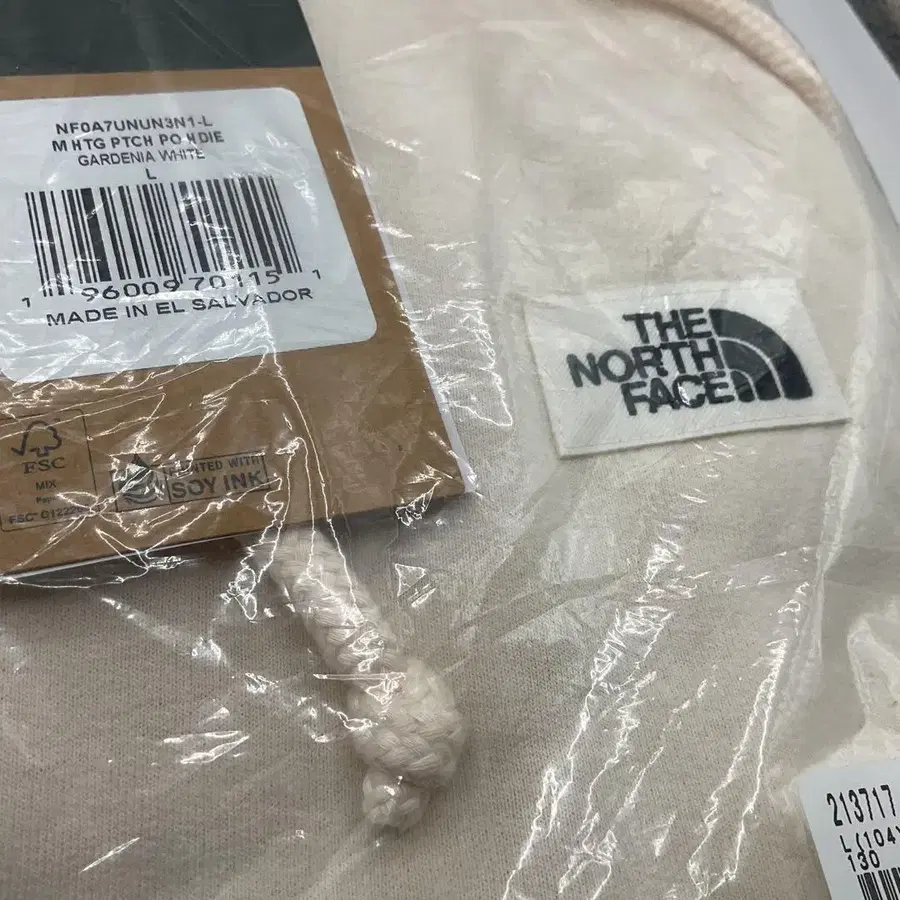 NF0A7UNUN3N1-L
M HTG PTCH PO HDIE
GARDENIA WHITE
L
1 96009 70115 1
MADE IN EL SALVADOR
FSC
MIX
PRINTED WITH
SOY INK
THE
NORTH
FACE
213717
L(104)
130